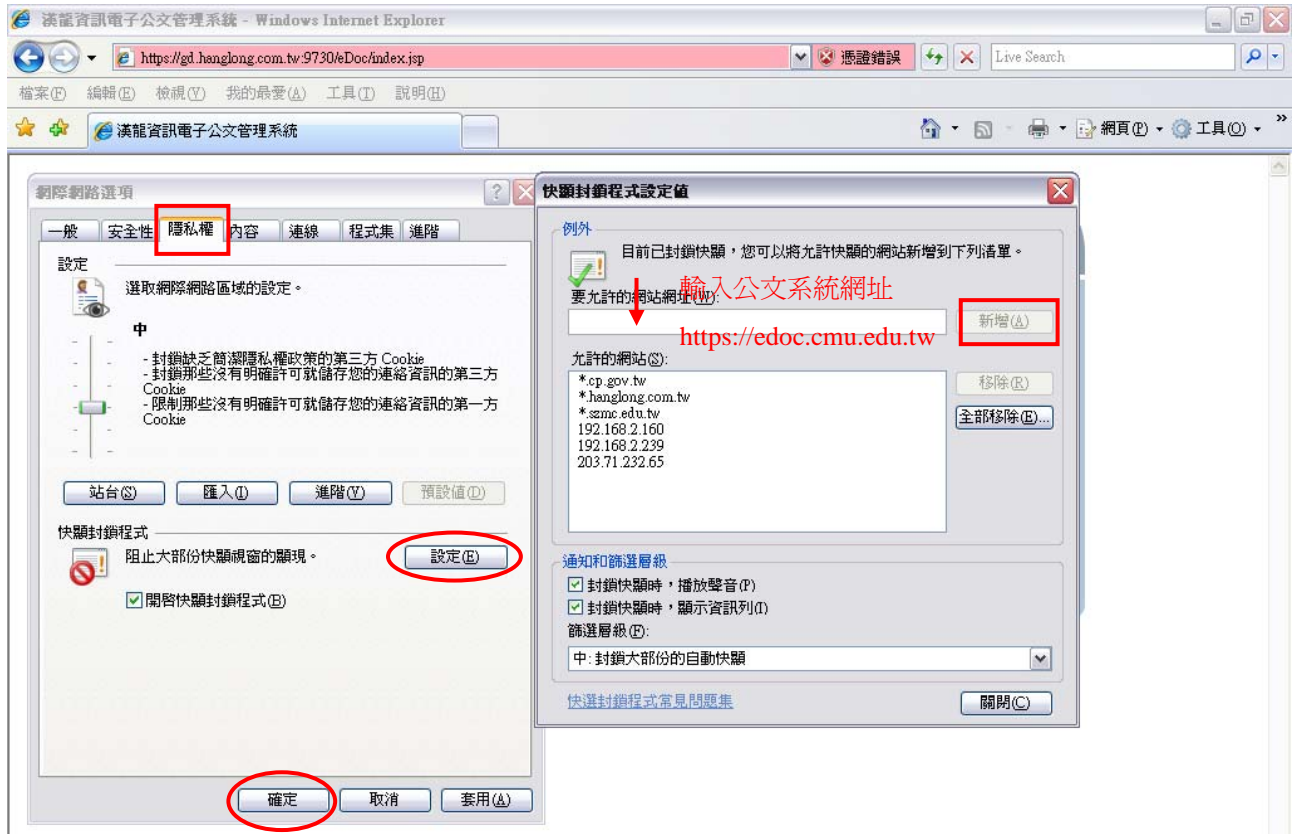 漢龍資訊電子公文管理系統 - Windows Internet Explorer
https://gd.hanglong.com.tw:9730/eDoc/index.jsp
憑證錯誤
Live Search
檔案(F) 編輯(E) 檢視(V) 我的最愛(A) 工具(T) 說明(H)
漢龍資訊電子公文管理系統
網頁(P) 工具(O) »
網際網路選項
一般 安全性 隱私權 內容 連線 程式集 進階
設定
選取網際網路區域的設定。
中
- 封鎖缺乏簡潔隱私權政策的第三方 Cookie
- 封鎖那些沒有明確許可就儲存您的連絡資訊的第三方
Cookie
- 限制那些沒有明確許可就儲存您的連絡資訊的第一方
Cookie
站台(S) 匯入(I) 進階(V) 預設值(D)
快顯封鎖程式
阻止大部份快顯視窗的顯現。
設定(E)
開啓快顯封鎖程式(B)
確定 取消 套用(A)
快顯封鎖程式設定值
例外
目前已封鎖快顯,您可以將允許快顯的網站新增到下列清單。
要允許的網站網址(W):
輸入公文系統網址
新增(A)
https://edoc.cmu.edu.tw
允許的網站(S):
*.cp.gov.tw
*.hanglong.com.tw
*.szmc.edu.tw
192.168.2.160
192.168.2.239
203.71.232.65
移除(R)
全部移除(E)...
通知和篩選層級
封鎖快顯時,播放聲音(P)
封鎖快顯時,顯示資訊列(I)
篩選層級(F):
中: 封鎖大部份的自動快顯
快選封鎖程式常見問題集
關閉(C)